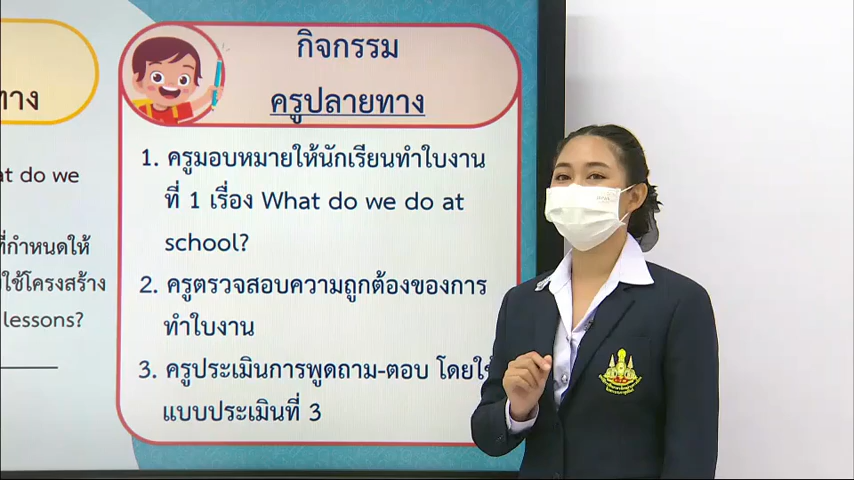 ทาง
at do we
ที่กำหนดให้
ใช้โครงสร้าง
lessons?
กิจกรรม
ครูปลายทาง
1. ครูมอบหมายให้นักเรียนทำใบงาน
ที่ 1 เรื่อง What do we do at
school?
2. ครูตรวจสอบความถูกต้องของการ
ทำใบงาน
3. ครูประเมินการพูดถาม-ตอบ โดยใช้
แบบประเมินที่ 3